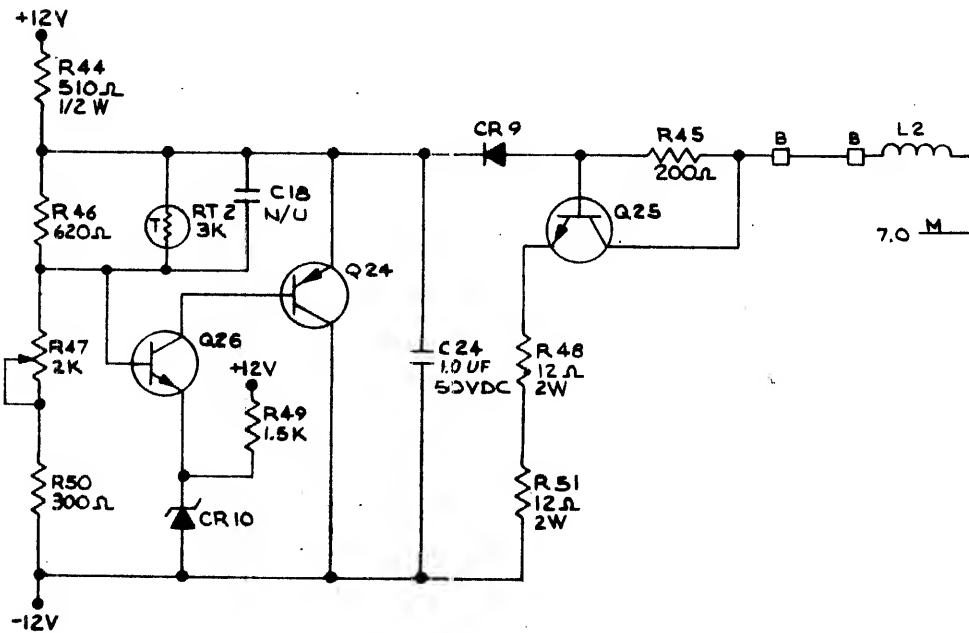 +12V
R44
510Ω
1/2 W
CR9
R45
200Ω
B
B
L2
R46
620Ω
T
RT2
3K
C18
N/U
Q25
7.0
M
Q24
R47
2K
Q26
+12V
R49
1.5K
C24
1.0 UF
50VDC
R48
12Ω
2W
R50
300Ω
CR10
R51
12Ω
2W
-12V